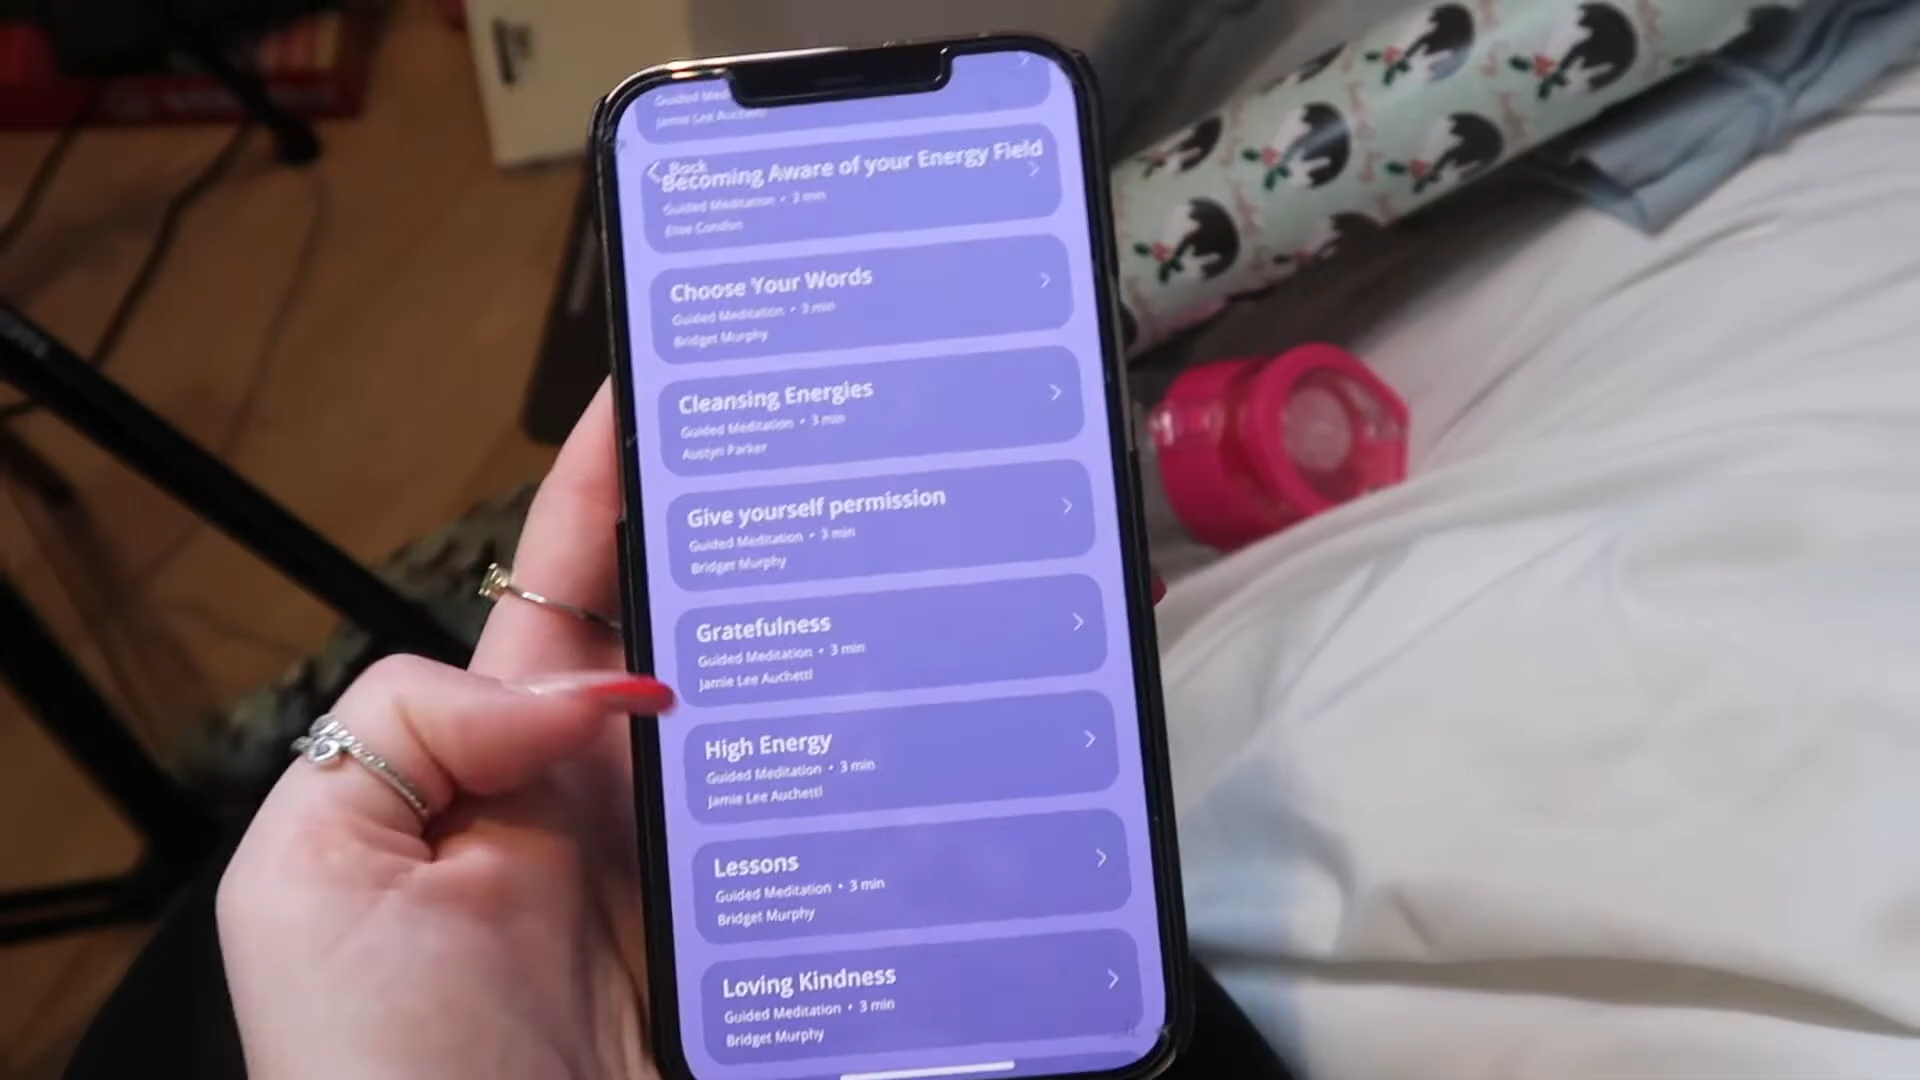 Guided Med
Jamie Lee Auchettl
Back
Becoming Aware of your Energy Field
Guided Meditation • 3 min
Elise Condon
Choose Your Words
Guided Meditation • 3 min
Bridget Murphy
Cleansing Energies
Guided Meditation • 3 min
Austyn Parker
Give yourself permission
Guided Meditation • 3 min
Bridget Murphy
Gratefulness
Guided Meditation • 3 min
Jamie Lee Auchettl
High Energy
Guided Meditation • 3 min
Jamie Lee Auchettl
Lessons
Guided Meditation • 3 min
Bridget Murphy
Loving Kindness
Guided Meditation • 3 min
Bridget Murphy